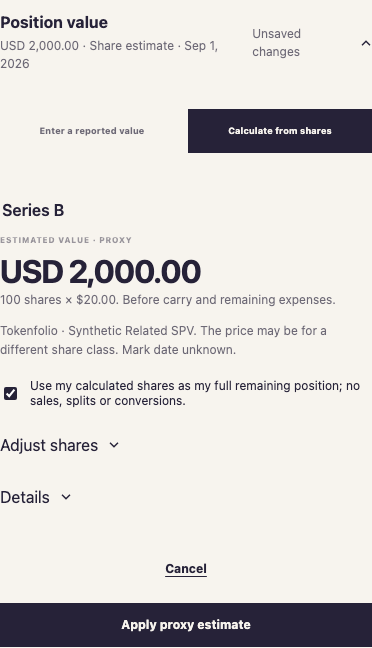 Position value
USD 2,000.00 · Share estimate · Sep 1,
2026
Unsaved
changes
Enter a reported value
Calculate from shares
Series B
ESTIMATED VALUE · PROXY
USD 2,000.00
100 shares × $20.00. Before carry and remaining expenses.
Tokenfolio · Synthetic Related SPV. The price may be for a
different share class. Mark date unknown.
Use my calculated shares as my full remaining position; no
sales, splits or conversions.
Adjust shares
Details
Cancel
Apply proxy estimate